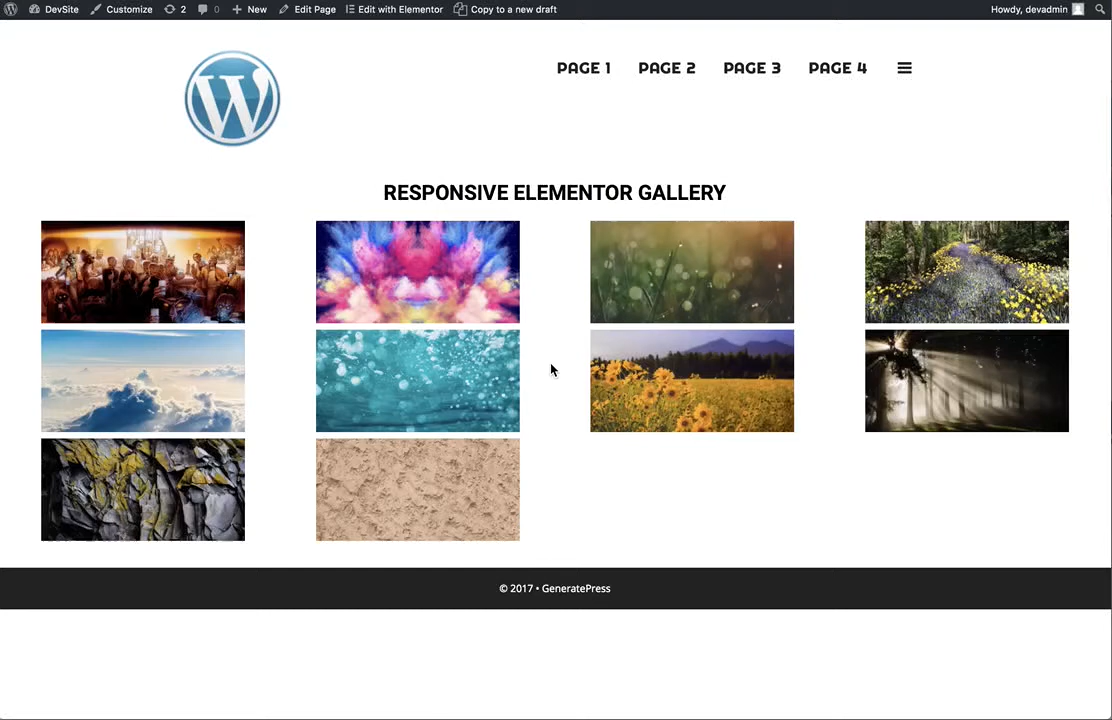 DevSite Customize 2 0 New Edit Page Edit with Elementor Copy to a new draft Howdy, devadmin
W
PAGE 1 PAGE 2 PAGE 3 PAGE 4
RESPONSIVE ELEMENTOR GALLERY
© 2017 • GeneratePress